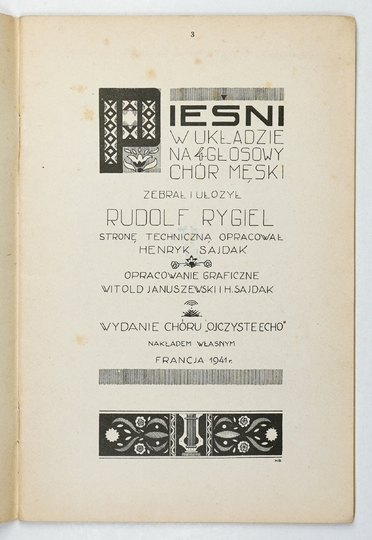 3
PIEŚNI
W UKŁADZIE
NA 4-GŁOSOWY
CHÓR MĘSKI
ZEBRAŁ I UŁOŻYŁ
RUDOLF RYGIEL
STRONĘ TECHNICZNĄ OPRACOWAŁ
HENRYK SAJDAK
OPRACOWANIE GRAFICZNE
WITOLD JANUSZEWSKI I H. SAJDAK
WYDANIE CHÓRU „OJCZYSTE ECHO”
NAKŁADEM WŁASNYM
FRANCJA 1941 r.